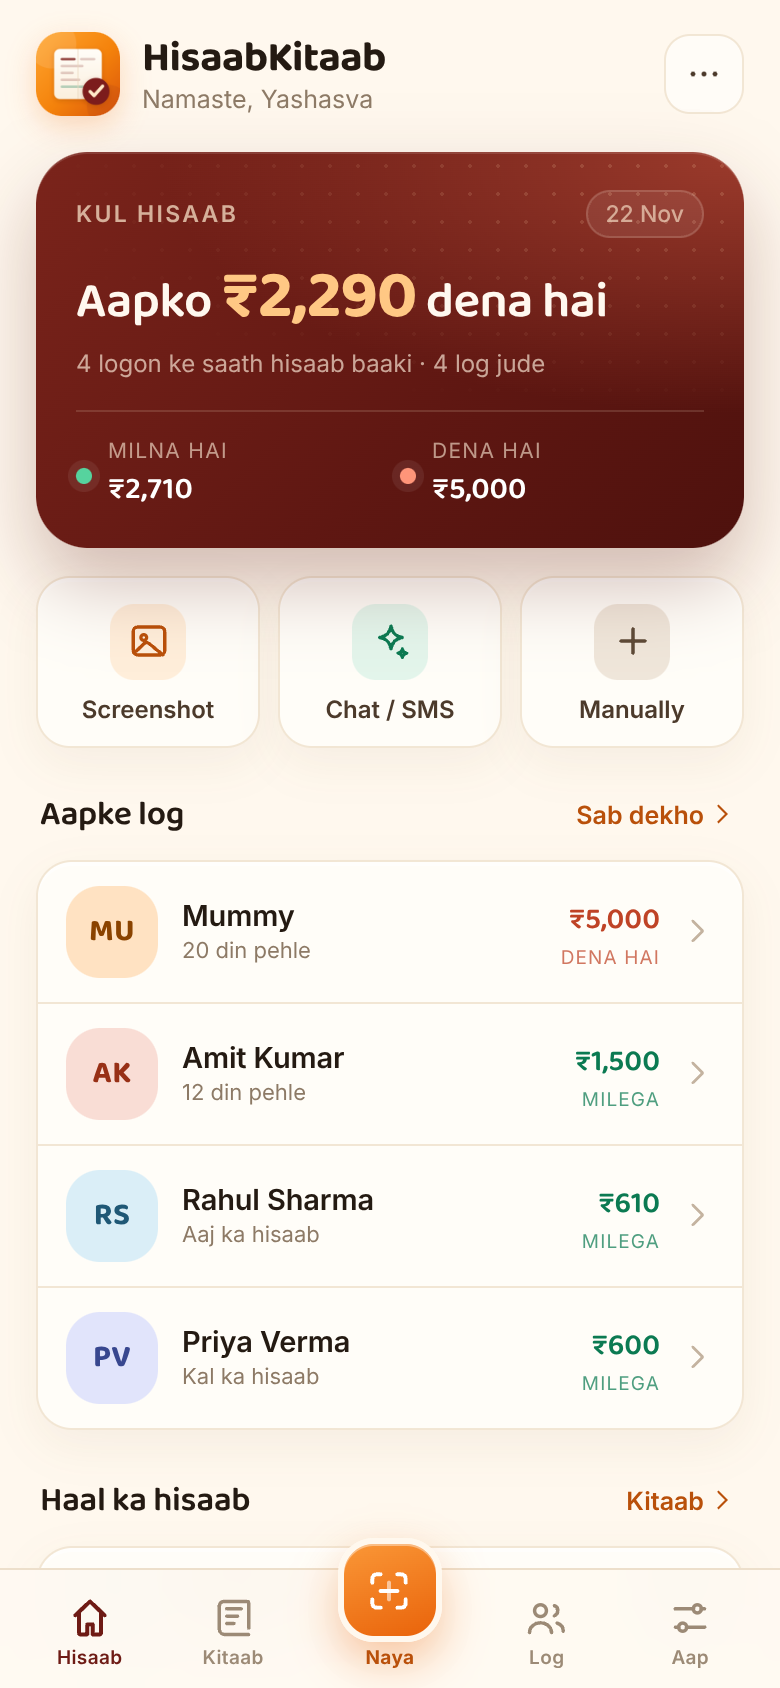 HisaabKitaab
Namaste, Yashasva
KUL HISAAB
22 Nov
Aapko ₹2,290 dena hai
4 logon ke saath hisaab baaki · 4 log jude
MILNA HAI
₹2,710
DENA HAI
₹5,000
Screenshot
Chat / SMS
Manually
Aapke log
Sab dekho
MU
Mummy
20 din pehle
₹5,000
DENA HAI
AK
Amit Kumar
12 din pehle
₹1,500
MILEGA
RS
Rahul Sharma
Aaj ka hisaab
₹610
MILEGA
PV
Priya Verma
Kal ka hisaab
₹600
MILEGA
Haal ka hisaab
Kitaab
Hisaab
Kitaab
Naya
Log
Aap